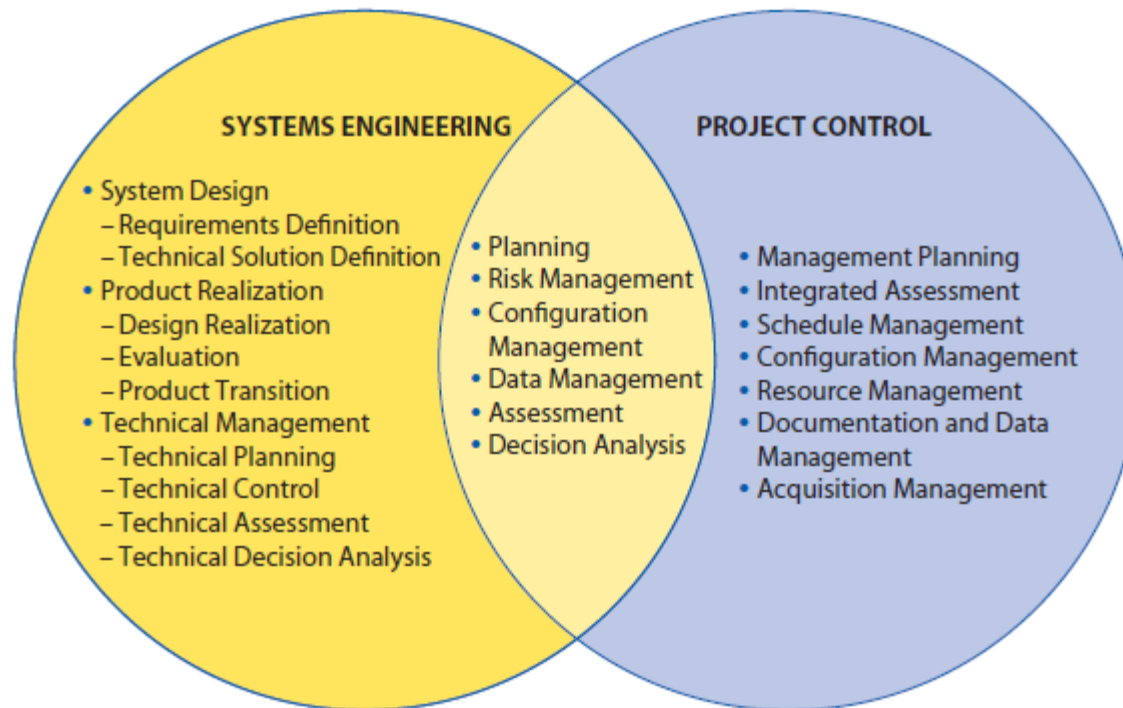 SYSTEMS ENGINEERING
• System Design
– Requirements Definition
– Technical Solution Definition
• Product Realization
– Design Realization
– Evaluation
– Product Transition
• Technical Management
– Technical Planning
– Technical Control
– Technical Assessment
– Technical Decision Analysis
• Planning
• Risk Management
• Configuration
Management
• Data Management
• Assessment
• Decision Analysis
PROJECT CONTROL
• Management Planning
• Integrated Assessment
• Schedule Management
• Configuration Management
• Resource Management
• Documentation and Data
Management
• Acquisition Management